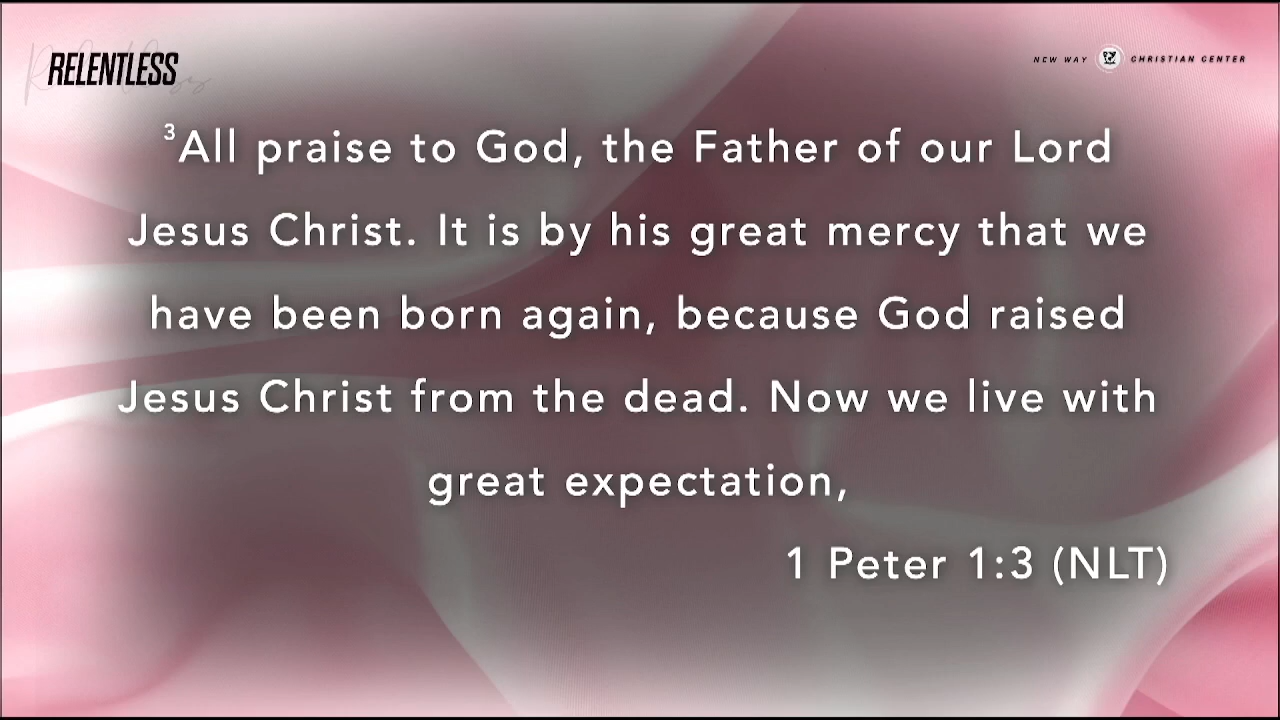 RELENTLESS
NEW WAY CHRISTIAN CENTER
³All praise to God, the Father of our Lord
Jesus Christ. It is by his great mercy that we
have been born again, because God raised
Jesus Christ from the dead. Now we live with
great expectation,
1 Peter 1:3 (NLT)